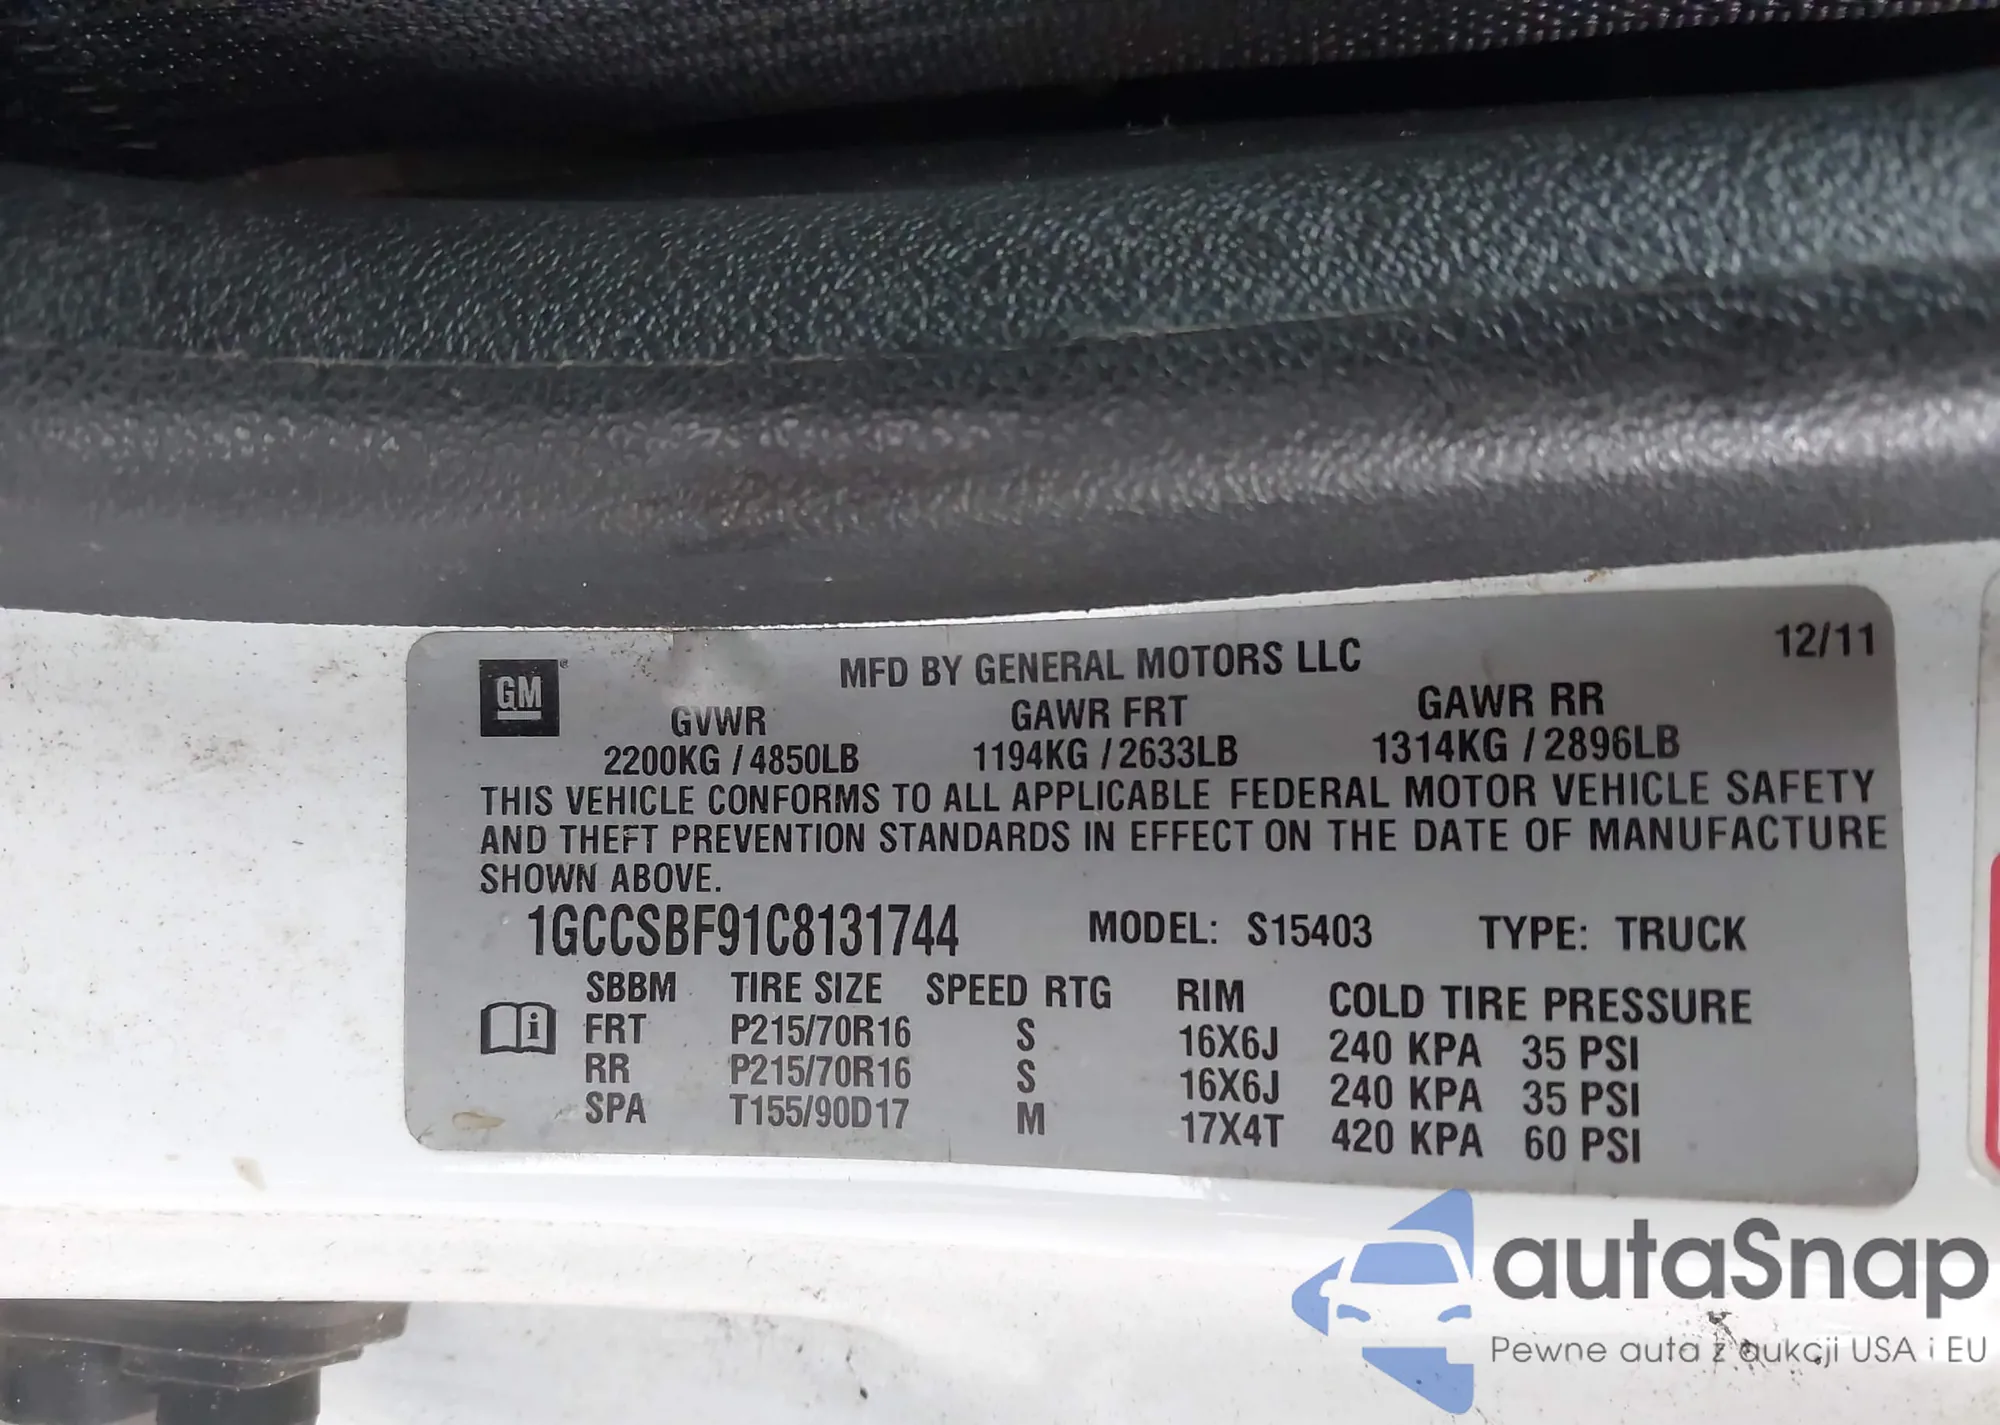 GM
MFD BY GENERAL MOTORS LLC 12/11
GVWR GAWR FRT GAWR RR
2200KG / 4850LB 1194KG / 2633LB 1314KG / 2896LB
THIS VEHICLE CONFORMS TO ALL APPLICABLE FEDERAL MOTOR VEHICLE SAFETY
AND THEFT PREVENTION STANDARDS IN EFFECT ON THE DATE OF MANUFACTURE
SHOWN ABOVE.
1GCCSBF91C8131744 MODEL: S15403 TYPE: TRUCK
SBBM TIRE SIZE SPEED RTG RIM COLD TIRE PRESSURE
FRT P215/70R16 S 16X6J 240 KPA 35 PSI
RR P215/70R16 S 16X6J 240 KPA 35 PSI
SPA T155/90D17 M 17X4T 420 KPA 60 PSI
autaSnap
Pewne auta z aukcji USA i EU